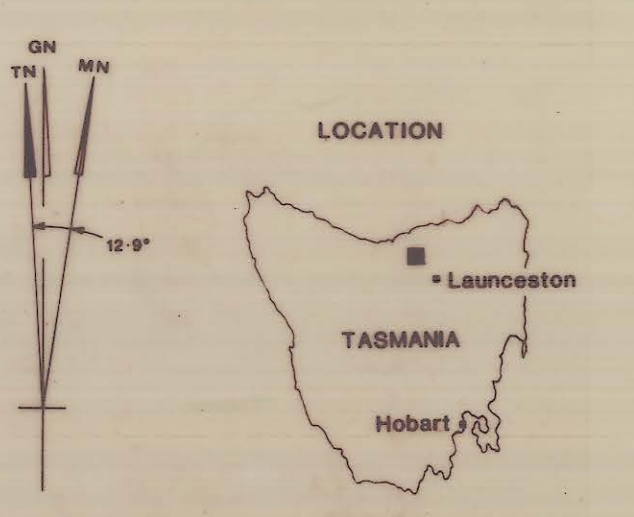 GN
TN
MN
12·9°
LOCATION
Launceston
TASMANIA
Hobart